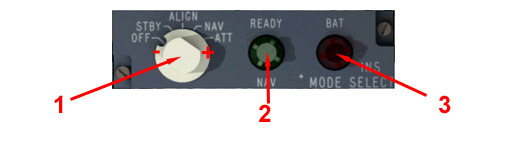 ALIGN
STBY NAV
OFF ATT
- +
READY
NAV
BAT
INS
MODE SELECT
1
2
3